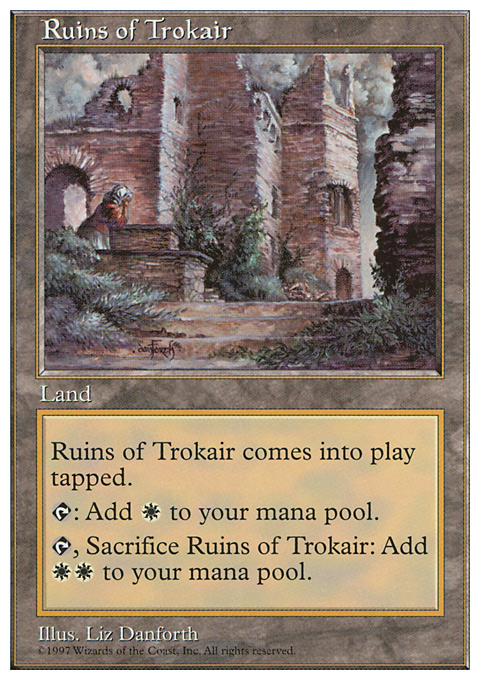 Ruins of Trokair
Danforth
Land
Ruins of Trokair comes into play
tapped.
: Add to your mana pool.
, Sacrifice Ruins of Trokair: Add
to your mana pool.
Illus. Liz Danforth
©1997 Wizards of the Coast, Inc. All rights reserved.